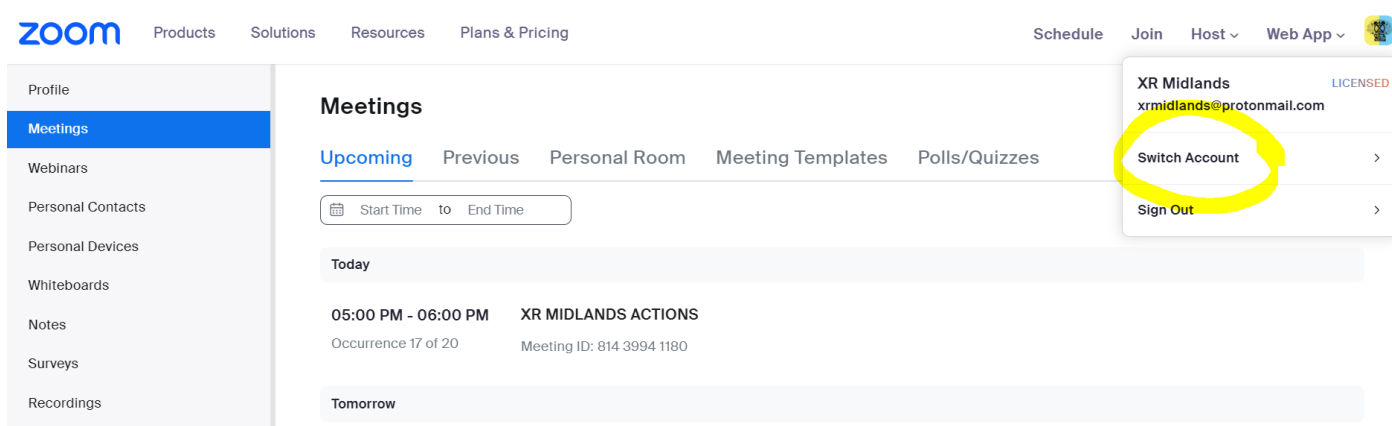 zoom Products Solutions Resources Plans & Pricing Schedule Join Host Web App
Profile
Meetings
Webinars
Personal Contacts
Personal Devices
Whiteboards
Notes
Surveys
Recordings
Meetings
Upcoming Previous Personal Room Meeting Templates Polls/Quizzes
Start Time to End Time
Today
05:00 PM - 06:00 PM XR MIDLANDS ACTIONS
Occurrence 17 of 20 Meeting ID: 814 3994 1180
Tomorrow
XR Midlands LICENSED
xrmidlands@protonmail.com
Switch Account
Sign Out